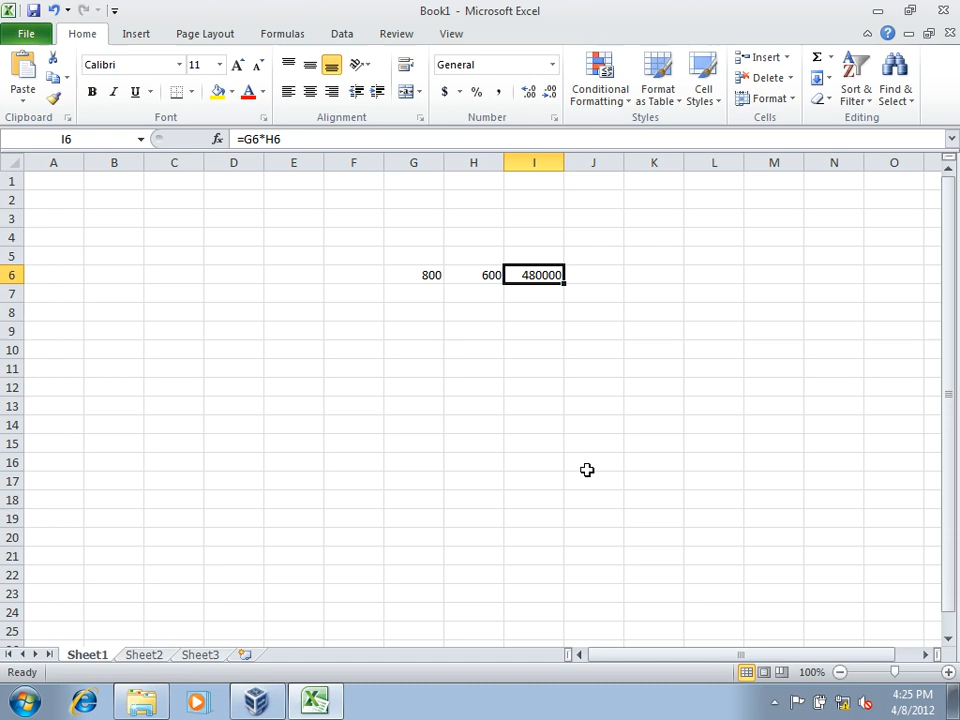 Book1 - Microsoft Excel
File Home Insert Page Layout Formulas Data Review View
Paste
Calibri 11
General
B I U
$ % ,
Conditional Formatting
Format as Table
Cell Styles
Insert
Delete
Format
Σ
Sort & Filter
Find & Select
Clipboard Font Alignment Number Styles Cells Editing
I6 fx =G6*H6
A B C D E F G H I J K L M N O
1
2
3
4
5
6 800 600 480000
7
8
9
10
11
12
13
14
15
16
17
18
19
20
21
22
23
24
25
Sheet1 Sheet2 Sheet3
Ready 100%
4:25 PM
4/8/2012